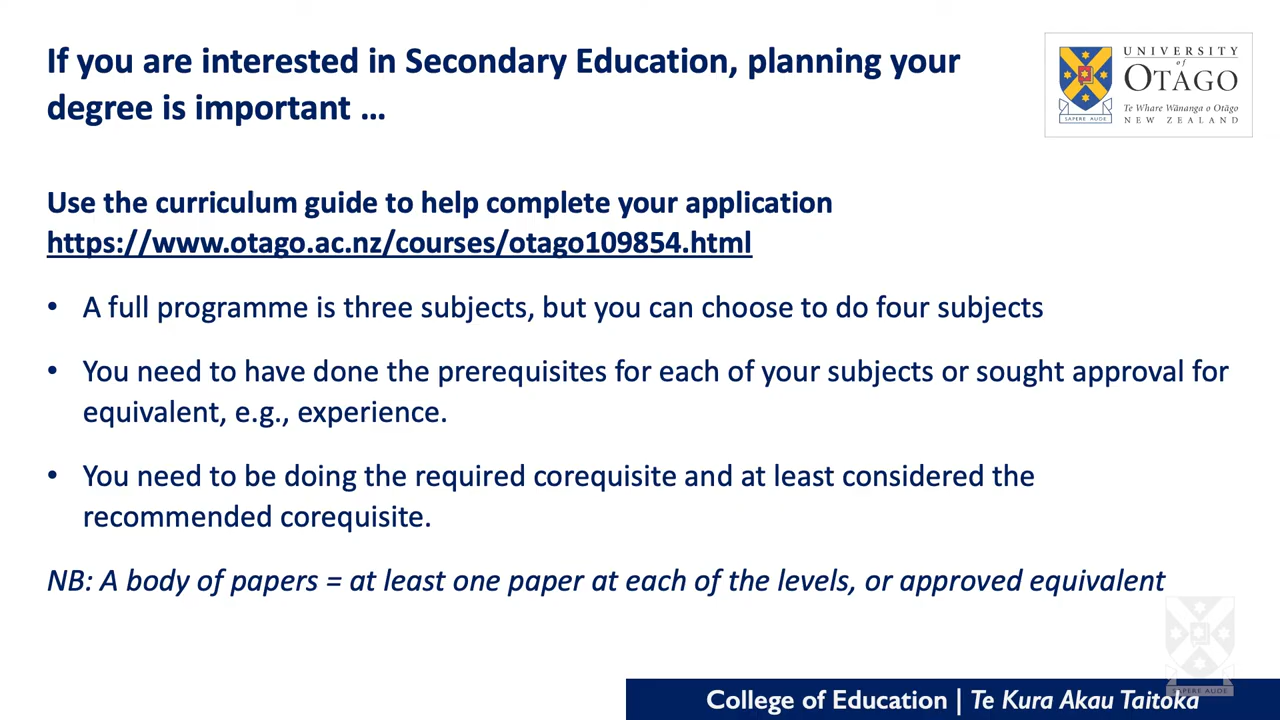 If you are interested in Secondary Education, planning your
degree is important ...
UNIVERSITY
of
OTAGO
Te Whare Wānanga o Otāgo
NEW ZEALAND
SAPERE AUDE
Use the curriculum guide to help complete your application
https://www.otago.ac.nz/courses/otago109854.html
• A full programme is three subjects, but you can choose to do four subjects
• You need to have done the prerequisites for each of your subjects or sought approval for
equivalent, e.g., experience.
• You need to be doing the required corequisite and at least considered the
recommended corequisite.
NB: A body of papers = at least one paper at each of the levels, or approved equivalent
SAPERE AUDE
College of Education | Te Kura Akau Taitoka